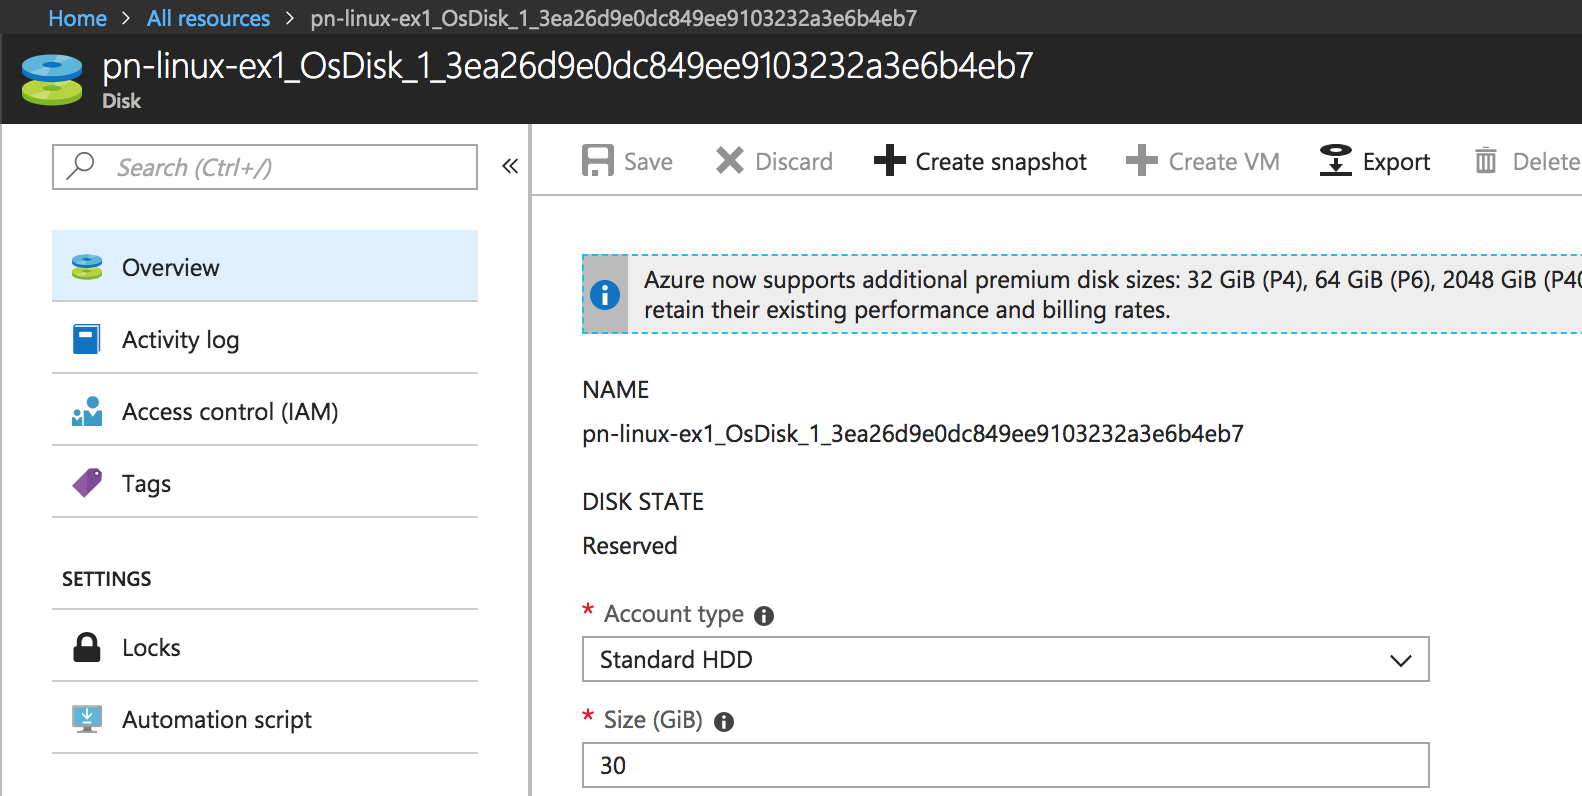 Home > All resources > pn-linux-ex1_OsDisk_1_3ea26d9e0dc849ee9103232a3e6b4eb7
pn-linux-ex1_OsDisk_1_3ea26d9e0dc849ee9103232a3e6b4eb7
Disk
Search (Ctrl+/)
«
Overview
Activity log
Access control (IAM)
Tags
SETTINGS
Locks
Automation script
Save Discard Create snapshot Create VM Export Delete
Azure now supports additional premium disk sizes: 32 GiB (P4), 64 GiB (P6), 2048 GiB (P40
retain their existing performance and billing rates.
NAME
pn-linux-ex1_OsDisk_1_3ea26d9e0dc849ee9103232a3e6b4eb7
DISK STATE
Reserved
* Account type
Standard HDD
* Size (GiB)
30